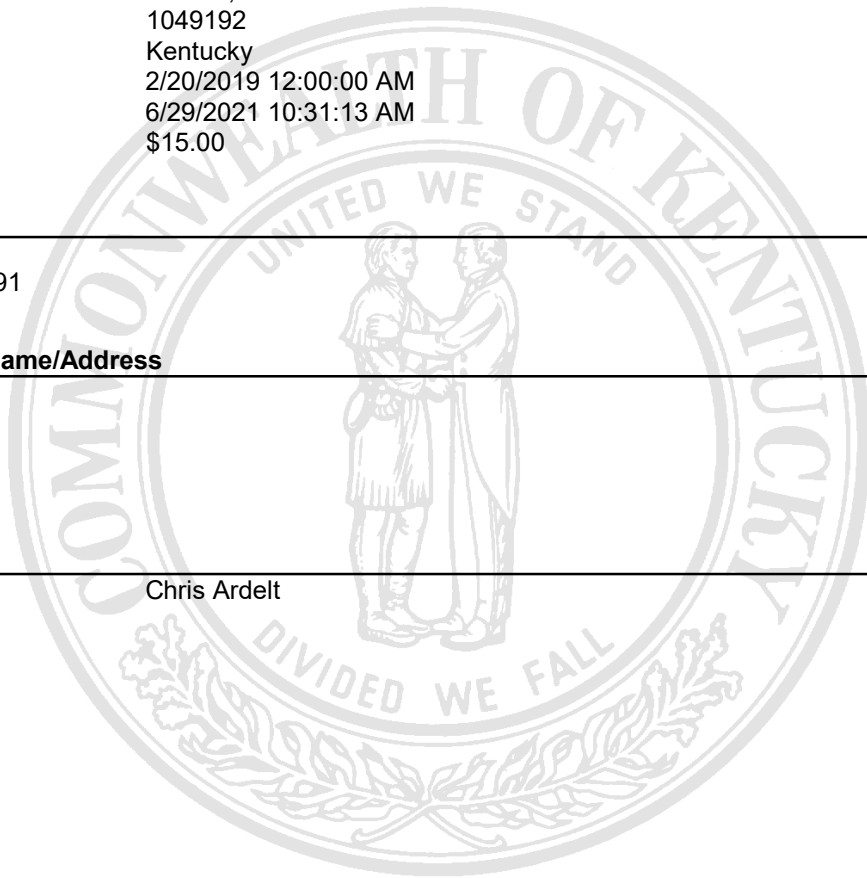 1049192
Kentucky
2/20/2019 12:00:00 AM
6/29/2021 10:31:13 AM
$15.00
91
ame/Address
Chris Ardelt
COMMONWEALTH OF KENTUCKY
UNITED WE STAND
DIVIDED WE FALL